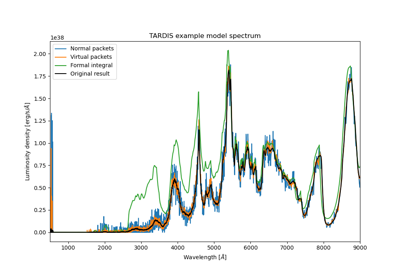 TARDIS example model spectrum
1e38
Normal packets
Virtual packets
Formal integral
Original result
2.00
1.75
1.50
1.25
1.00
0.75
0.50
0.25
0.00
Luminosity density [erg/s/Å]
1000 2000 3000 4000 5000 6000 7000 8000 9000
Wavelength [Å]